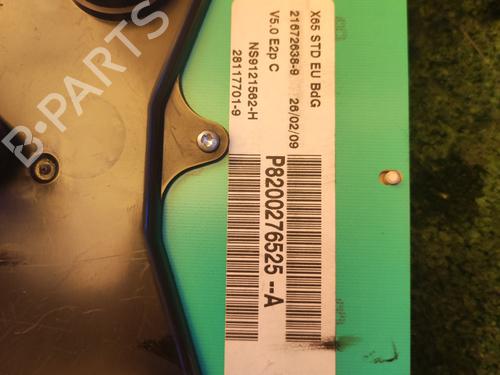 X65 STD EU BdG
21672638-9 26/02/09
V5.0 E2p C
NS9121562-H
28117701-9
P8200276525--A
B-PARTS